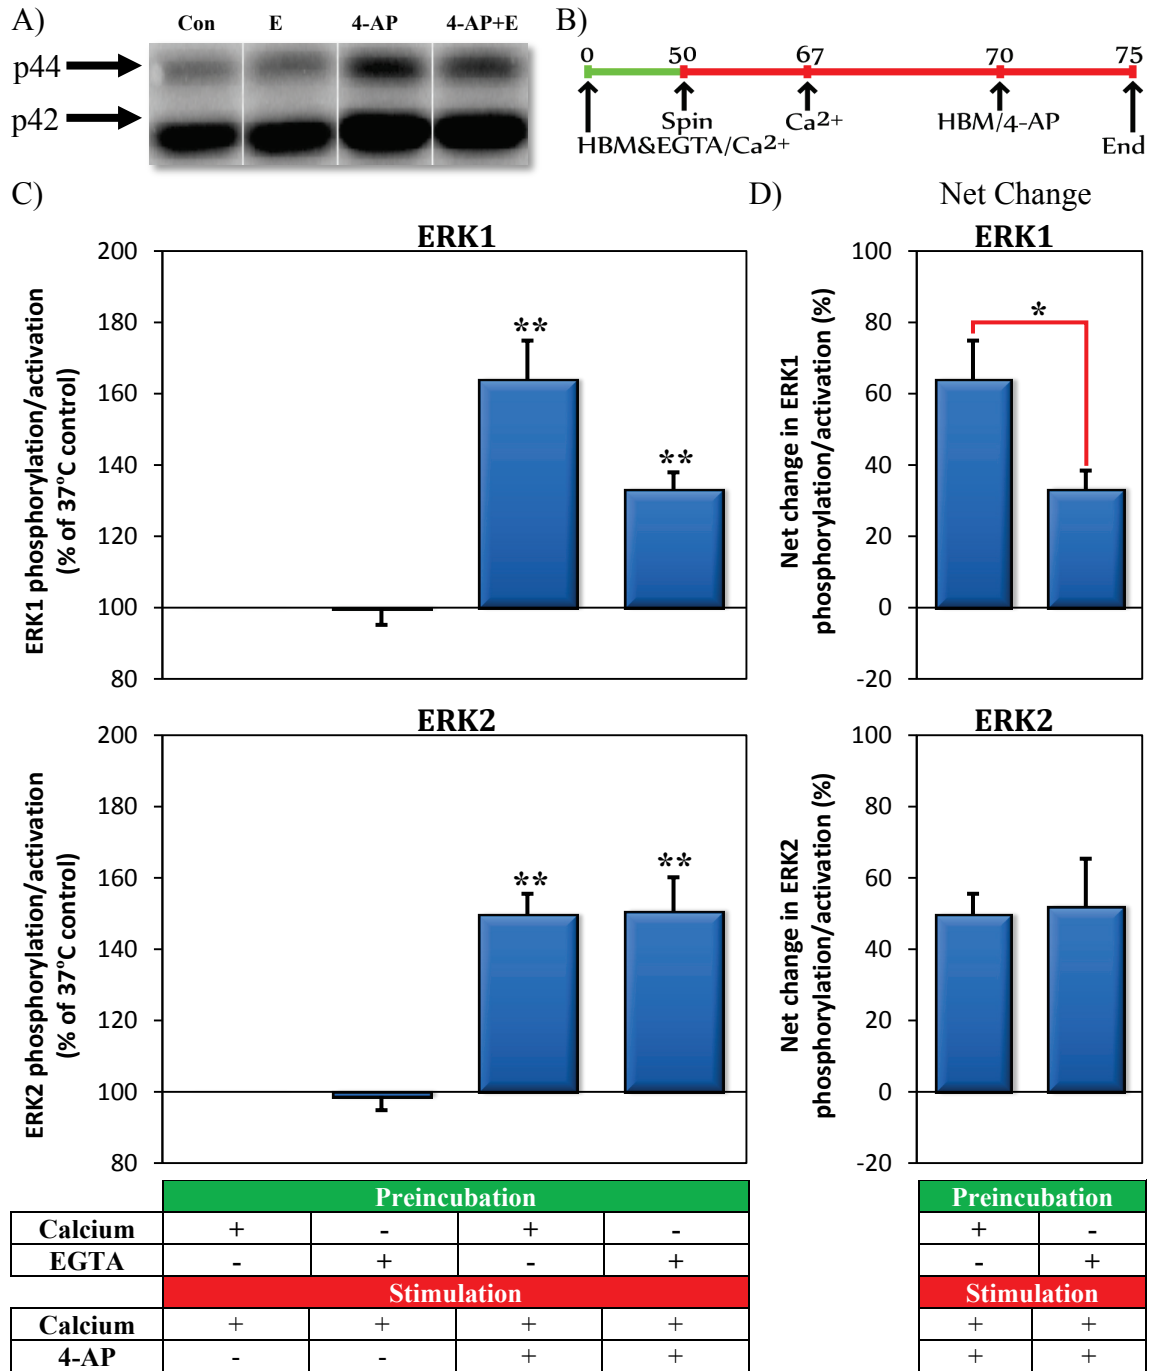 A)
Con E 4-AP 4-AP+E
p44
p42
B)
0 50 67 70 75
Spin Ca2+ HBM/4-AP
HBM&EGTA/Ca2+ End
C)
ERK1
ERK1 phosphorylation/activation
(% of 37°C control)
200
180
160
140
120
100
80
**
**
D) Net Change
ERK1
Net change in ERK1
phosphorylation/activation (%)
100
80
60
40
20
0
-20
*
ERK2
ERK2 phosphorylation/activation
(% of 37°C control)
200
180
160
140
120
100
80
**
**
ERK2
Net change in ERK2
phosphorylation/activation (%)
100
80
60
40
20
0
-20
Preincubation
Calcium + - + -
EGTA - + - +
Stimulation
Calcium + + + +
4-AP - - + +
Preincubation
+ -
- +
Stimulation
+ +
+ +